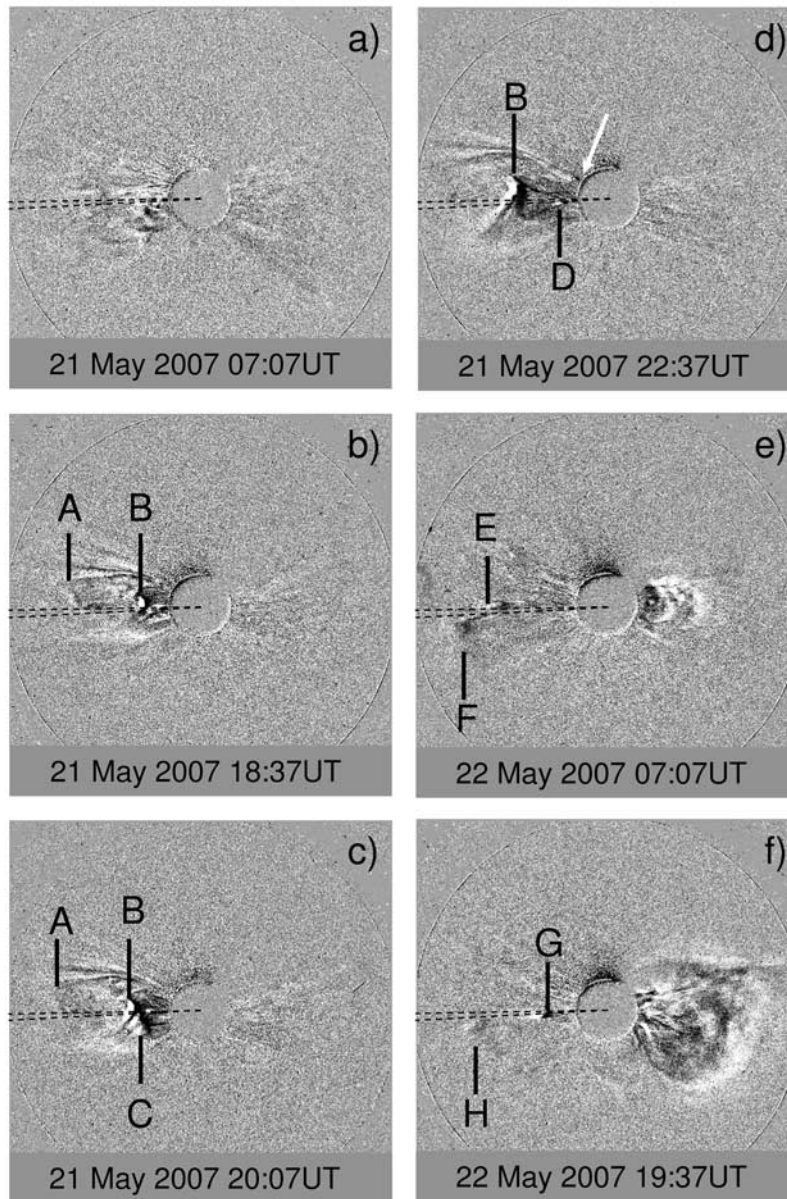 a)
21 May 2007 07:07UT
b)
A B
21 May 2007 18:37UT
c)
A B
C
21 May 2007 20:07UT
d)
B
D
21 May 2007 22:37UT
e)
E
F
22 May 2007 07:07UT
f)
G
H
22 May 2007 19:37UT